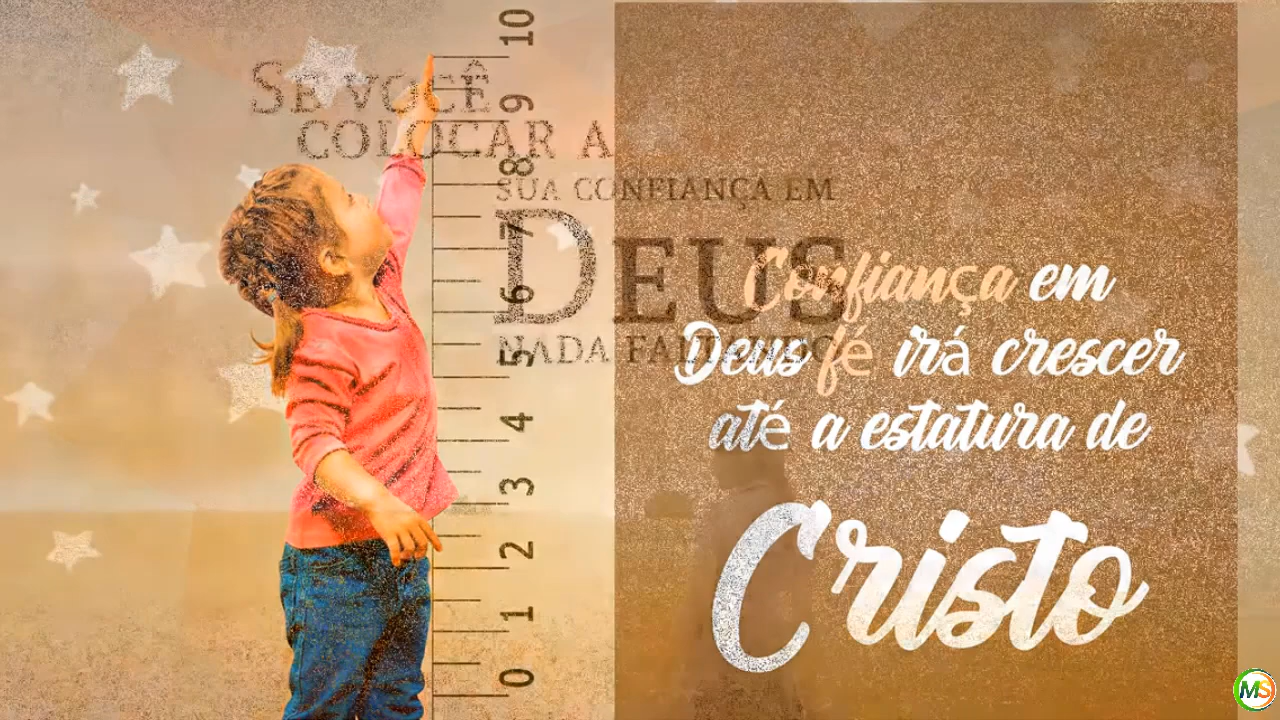 SE VOCÊ
COLOCAR A
SUA CONFIANÇA EM
DEUS
NADA
Confiança em
Deus fé irá crescer
até a estatura de
Cristo
10
9
8
7
6
5
4
3
2
1
0
MS